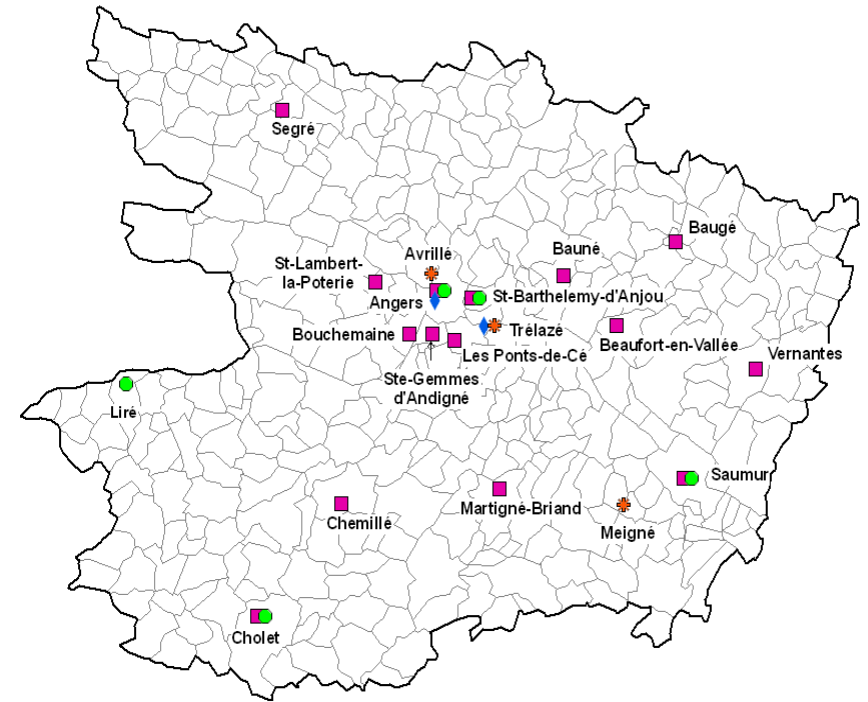 Segré
Baugé
Avrillé
Bauné
St-Lambert-
la-Poterie
Angers
St-Barthelemy-d'Anjou
Bouchemaine
Trélazé
Beaufort-en-Vallée
Les Ponts-de-Cé
Vernantes
Ste-Gemmes
d'Andigné
Liré
Saumur
Martigné-Briand
Chemillé
Meigné
Cholet